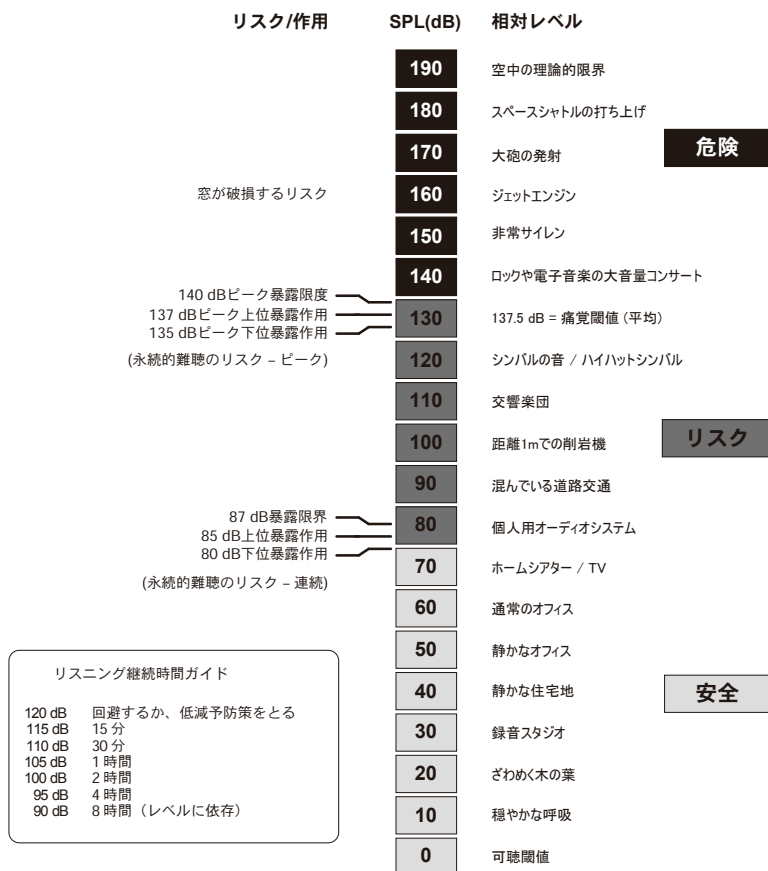 リスク/作用 SPL(dB) 相対レベル
190 空中の理論的限界
180 スペースシャトルの打ち上げ
170 大砲の発射
危険
窓が破損するリスク 160 ジェットエンジン
150 非常サイレン
140 ロックや電子音楽の大音量コンサート
140 dBピーク暴露限度
137 dBピーク上位暴露作用 130 137.5 dB = 痛覚閾値 (平均)
135 dBピーク下位暴露作用
(永続的難聴のリスク – ピーク) 120 シンバルの音 / ハイハットシンバル
110 交響楽団
100 距離1mでの削岩機
リスク
90 混んでいる道路交通
87 dB暴露限界
85 dB上位暴露作用 80 個人用オーディオシステム
80 dB下位暴露作用
70 ホームシアター / TV
(永続的難聴のリスク – 連続)
60 通常のオフィス
50 静かなオフィス
40 静かな住宅地
安全
30 録音スタジオ
20 ざわめく木の葉
10 穏やかな呼吸
0 可聴閾値
リスニング継続時間ガイド
120 dB 回避するか、低減予防策をとる
115 dB 15 分
110 dB 30 分
105 dB 1 時間
100 dB 2 時間
95 dB 4 時間
90 dB 8 時間（レベルに依存）